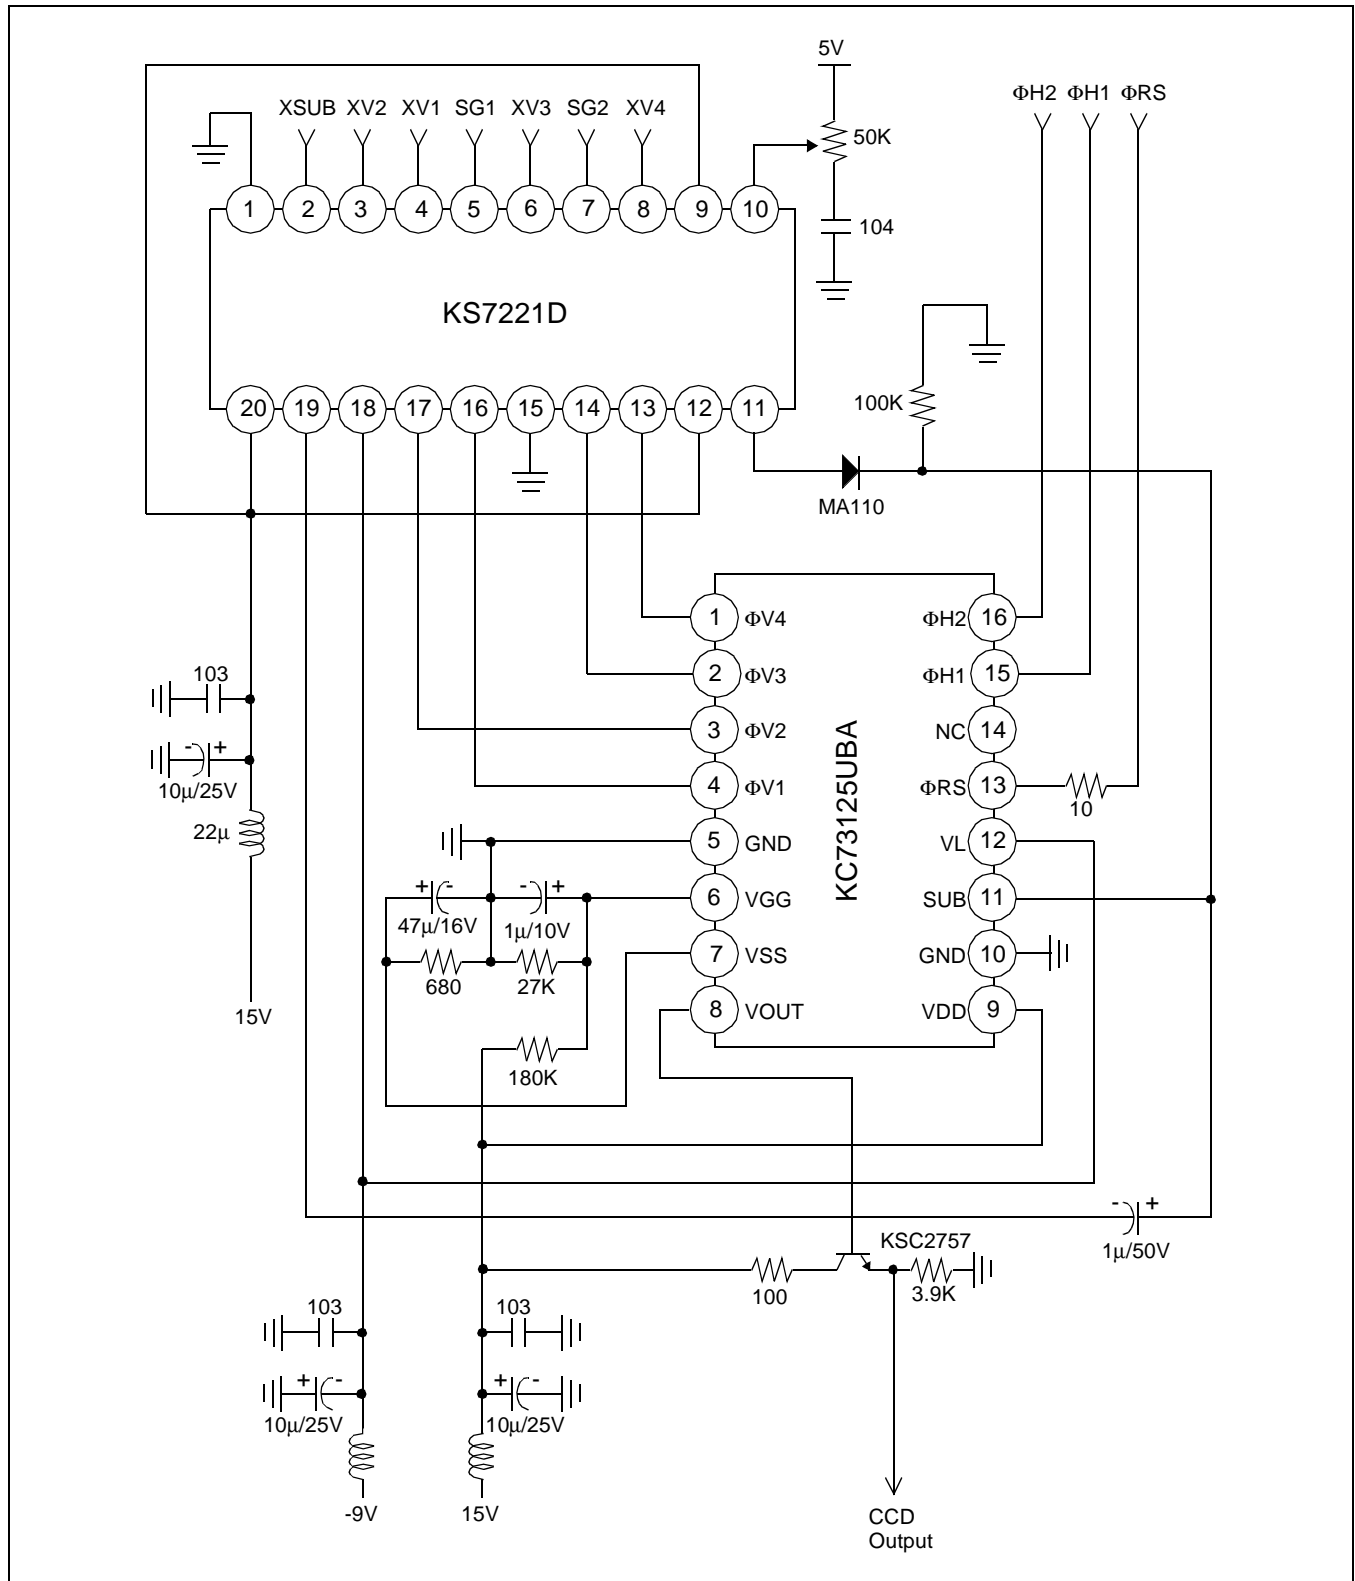 5V
ΦH2 ΦH1 ΦRS
XSUB XV2 XV1 SG1 XV3 SG2 XV4
50K
1 2 3 4 5 6 7 8 9 10
104
KS7221D
100K
20 19 18 17 16 15 14 13 12 11
MA110
1 ΦV4
ΦH2 16
2 ΦV3
ΦH1 15
3 ΦV2
NC 14
4 ΦV1
ΦRS 13
10
5 GND
VL 12
6 VGG
SUB 11
7 VSS
GND 10
8 VOUT
VDD 9
KC73125UBA
103
- +
10μ/25V
22μ
15V
+ - - +
47μ/16V 1μ/10V
680 27K
180K
- +
1μ/50V
KSC2757
100 3.9K
103 103
+ - + -
10μ/25V 10μ/25V
-9V 15V
CCD
Output